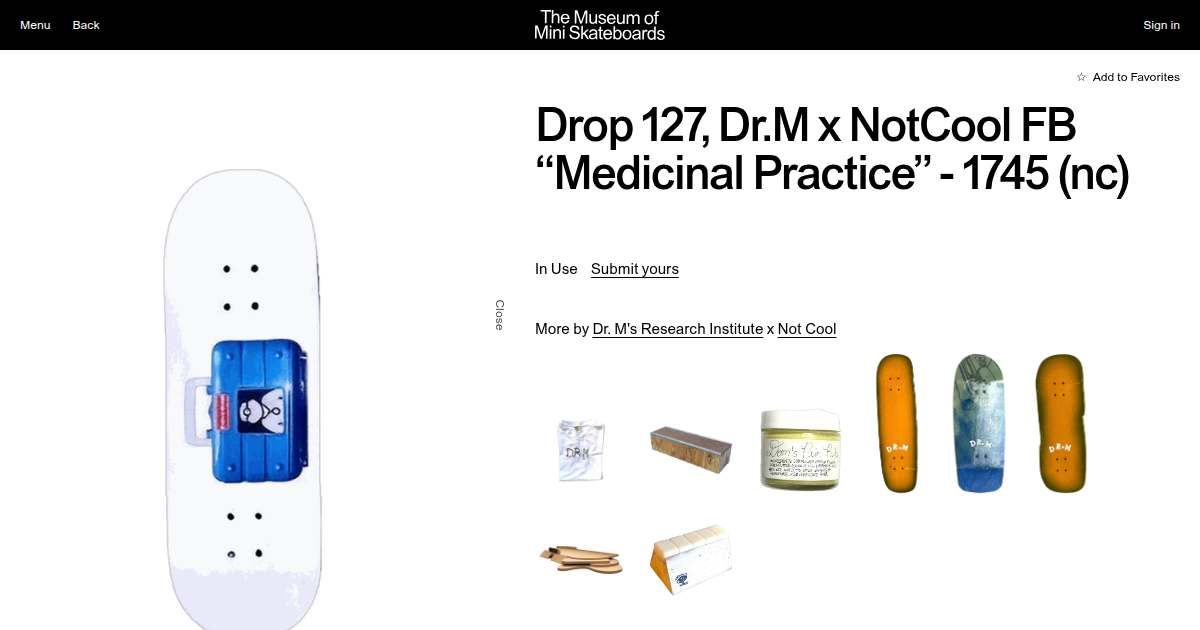 Menu
Back
The Museum of
Mini Skateboards
Sign in
☆ Add to Favorites
Drop 127, Dr.M x NotCool FB
“Medicinal Practice” - 1745 (nc)
In Use Submit yours
Close
More by Dr. M's Research Institute x Not Cool
DR.M
DR.M
DR.M
DR.M